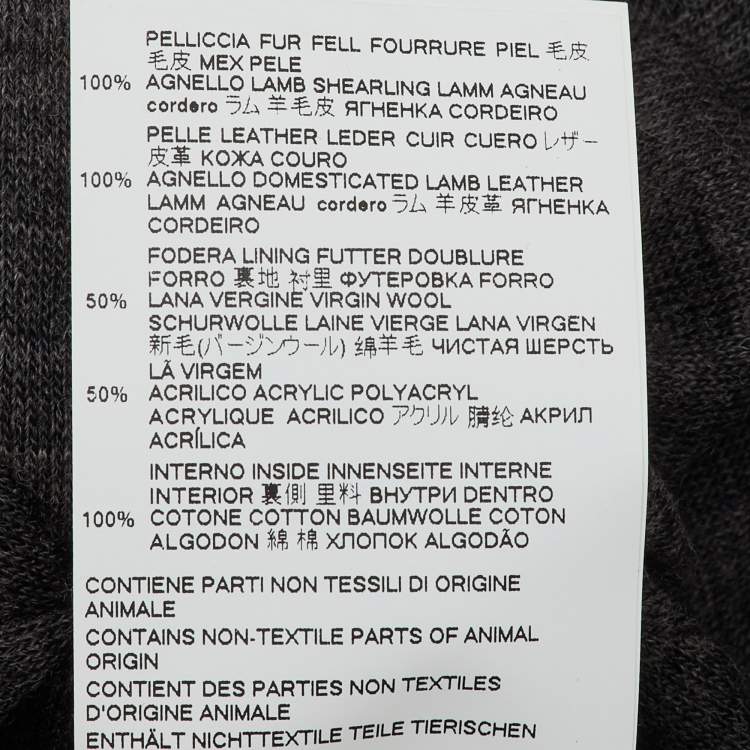 PELLICCIA FUR FELL FOURRURE PIEL 毛皮
毛皮 MEX PELE
100% AGNELLO LAMB SHEARLING LAMM AGNEAU
cordero ラム 羊毛皮 ЯГНЕНКА CORDEIRO
PELLE LEATHER LEDER CUIR CUERO レザー
皮革 КОЖА COURO
100% AGNELLO DOMESTICATED LAMB LEATHER
LAMM AGNEAU cordero ラム 羊皮革 ЯГНЕНКА
CORDEIRO
FODERA LINING FUTTER DOUBLURE
FORRO 裏地 衬里 ФУТЕРОВКА FORRO
50% LANA VERGINE VIRGIN WOOL
SCHURWOLLE LAINE VIERGE LANA VIRGEN
新毛(バージンウール) 绵羊毛 ЧИСТАЯ ШЕРСТЬ
LÃ VIRGEM
50% ACRILICO ACRYLIC POLYACRYL
ACRYLIQUE ACRILICO アクリル 腈纶 АКРИЛ
ACRÍLICA
INTERNO INSIDE INNENSEITE INTERNE
INTERIOR 裏側 里料 ВНУТРИ DENTRO
100% COTONE COTTON BAUMWOLLE COTON
ALGODON 綿 棉 ХЛОПОК ALGODÃO
CONTIENE PARTI NON TESSILI DI ORIGINE
ANIMALE
CONTAINS NON-TEXTILE PARTS OF ANIMAL
ORIGIN
CONTIENT DES PARTIES NON TEXTILES
D'ORIGINE ANIMALE
ENTHÄLT NICHTTEXTILE TEILE TIERISCHEN